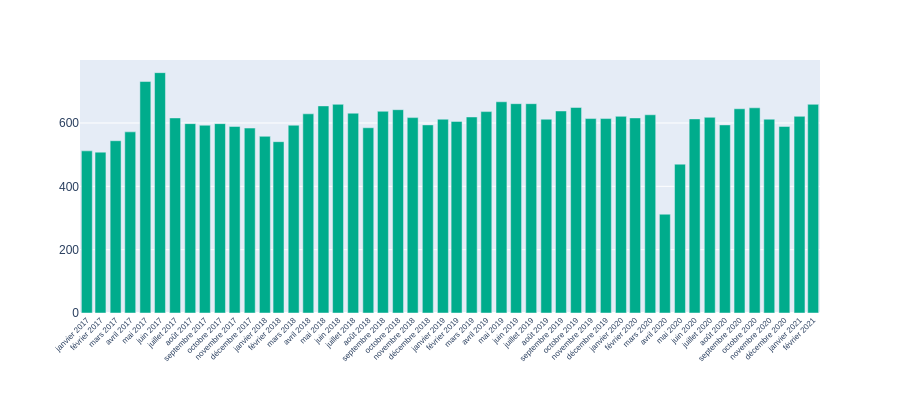 600
400
200
0
janvier 2017
février 2017
mars 2017
avril 2017
mai 2017
juin 2017
juillet 2017
août 2017
septembre 2017
octobre 2017
novembre 2017
décembre 2017
janvier 2018
février 2018
mars 2018
avril 2018
mai 2018
juin 2018
juillet 2018
août 2018
septembre 2018
octobre 2018
novembre 2018
décembre 2018
janvier 2019
février 2019
mars 2019
avril 2019
mai 2019
juin 2019
juillet 2019
août 2019
septembre 2019
octobre 2019
novembre 2019
décembre 2019
janvier 2020
février 2020
mars 2020
avril 2020
mai 2020
juin 2020
juillet 2020
août 2020
septembre 2020
octobre 2020
novembre 2020
décembre 2020
janvier 2021
février 2021